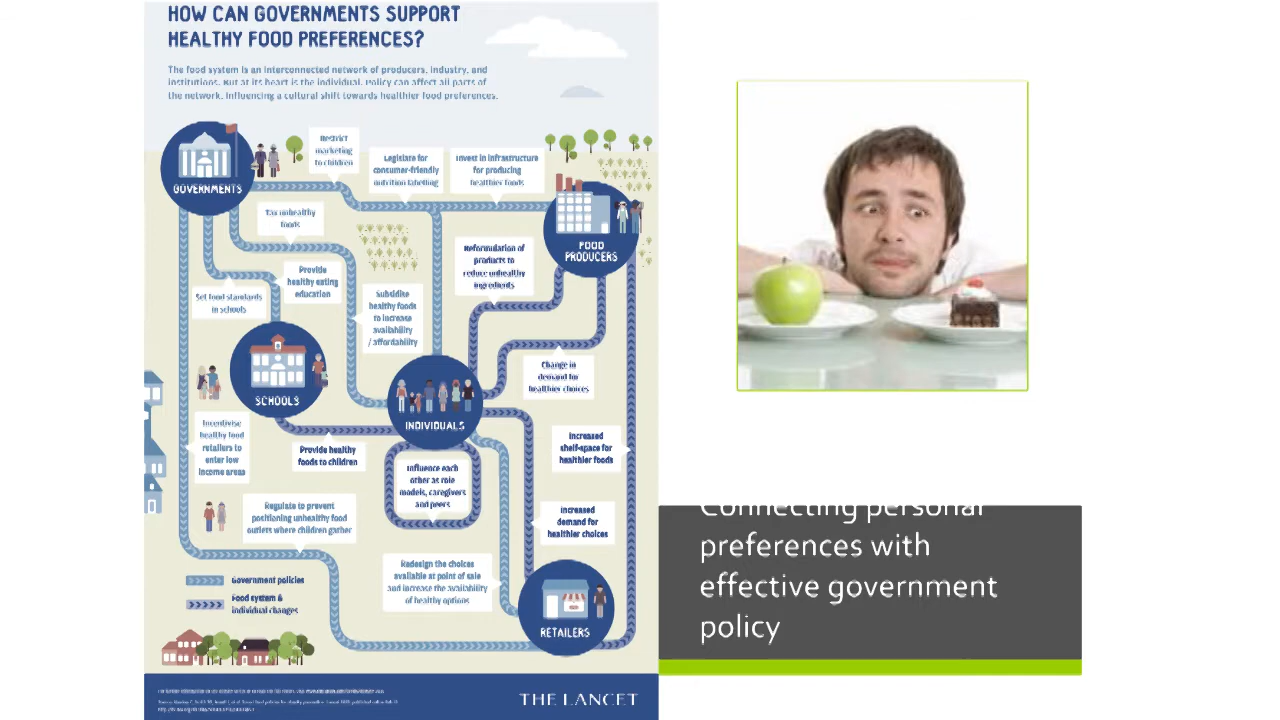 HOW CAN GOVERNMENTS SUPPORT
HEALTHY FOOD PREFERENCES?
The food system is an interconnected network of producers, industry, and
institutions. But at its heart is the individual. Policy can affect all parts of
the network, influencing a cultural shift towards healthier food preferences.
GOVERNMENTS
Restrict
marketing
to children
Legislate for
consumer-friendly
nutrition labelling
Invest in infrastructure
for producing
healthier foods
FOOD
PRODUCERS
Tax unhealthy
foods
Reformulation of
products to
reduce unhealthy
ingredients
Provide
healthy eating
education
Set food standards
in schools
Subsidise
healthy foods
to increase
availability
/ affordability
SCHOOLS
Change in
demand for
healthier choices
INDIVIDUALS
Incentivise
healthy food
retailers to
enter low
income areas
Provide healthy
foods to children
Increased
shelf-space for
healthier foods
Influence each
other as role
models, caregivers
and peers
Regulate to prevent
positioning unhealthy food
outlets where children gather
Increased
demand for
healthier choices
Redesign the choices
available at point of sale
and increase the availability
of healthy options
Government policies
Food system &
individual changes
RETAILERS
THE LANCET
Connecting personal
preferences with
effective government
policy